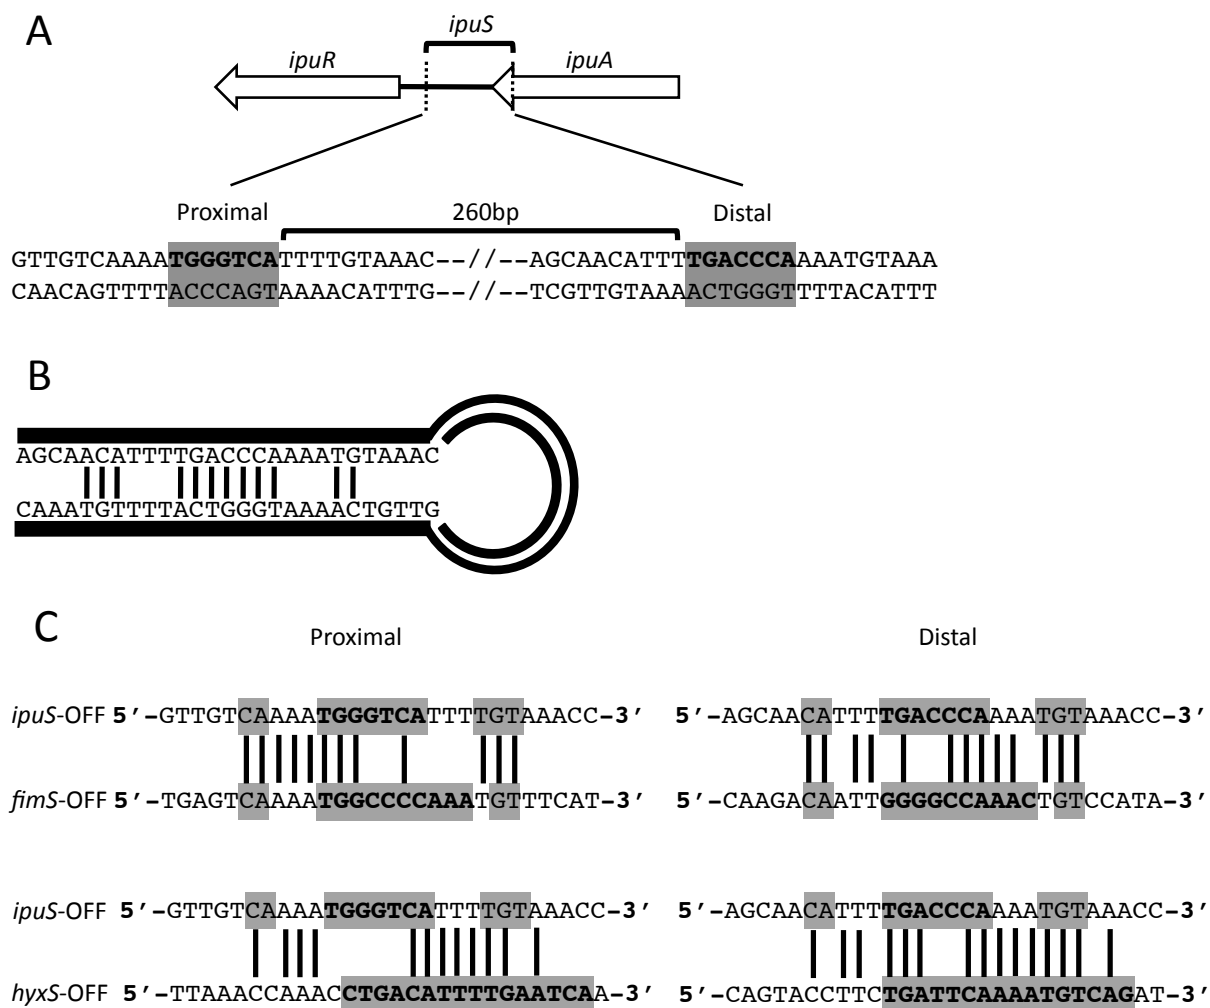 A
ipuS
ipuR ipuA
Proximal 260bp Distal
GTTGTCAAAATGGGTCATTTTGTAAAC--//--AGCAACATTTTGACCCAAAATGTAAA
CAACAGTTTTACCCAGTAAAACATTTG--//--TCGTTGTAAAACTGGGTTTTACATTT
B
AGCAACATTTTGACCCAAAATGTAAAC
CAAATGTTTTACTGGGTAAAACTGTTG
C
Proximal Distal
ipuS-OFF 5’-GTTGTCAAAATGGGTCATTTTGTAAACC-3’ 5’-AGCAACATTTTGACCCAAAATGTAAACC-3’
fimS-OFF 5’-TGAGTCAAAATGGCCCCAAATGTTTCAT-3’ 5’-CAAGACAATTGGGGCCAAACTGTCCATA-3’
ipuS-OFF 5’-GTTGTCAAAATGGGTCATTTTGTAAACC-3’ 5’-AGCAACATTTTGACCCAAAATGTAAACC-3’
hyxS-OFF 5’-TTAAACCAAACCTGACATTTTGAATCAA-3’ 5’-CAGTACCTTCTGATTCAAAATGTCAGAT-3’